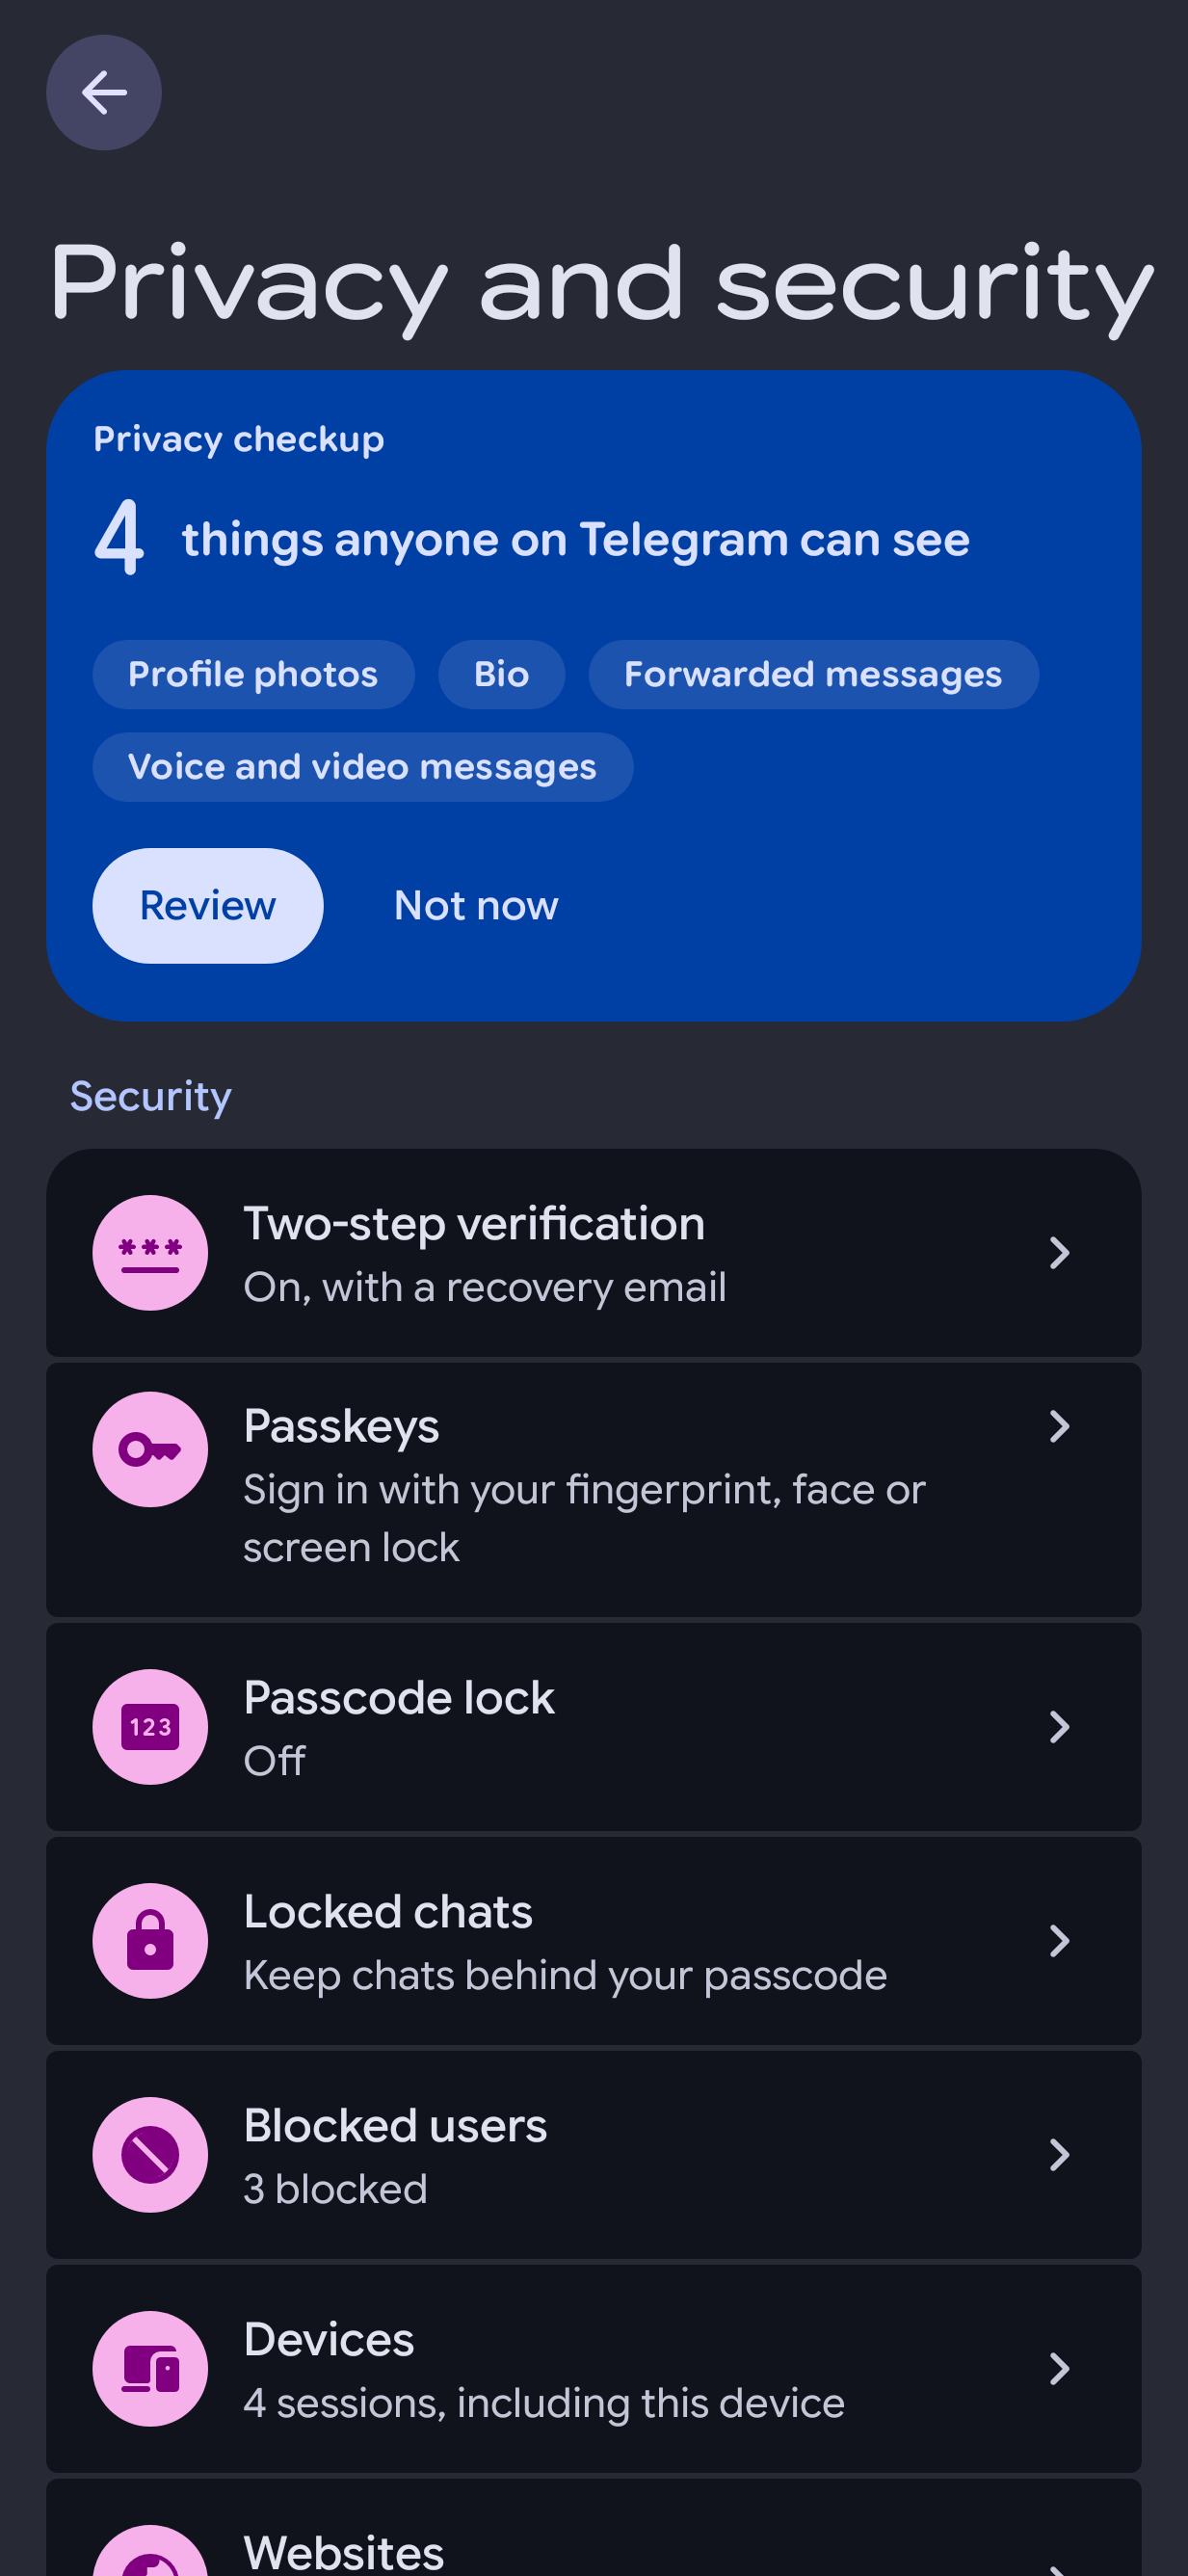 Privacy and security
Privacy checkup
4 things anyone on Telegram can see
Profile photos Bio Forwarded messages
Voice and video messages
Review Not now
Security
Two-step verification
On, with a recovery email
Passkeys
Sign in with your fingerprint, face or
screen lock
123
Passcode lock
Off
Locked chats
Keep chats behind your passcode
Blocked users
3 blocked
Devices
4 sessions, including this device
Websites